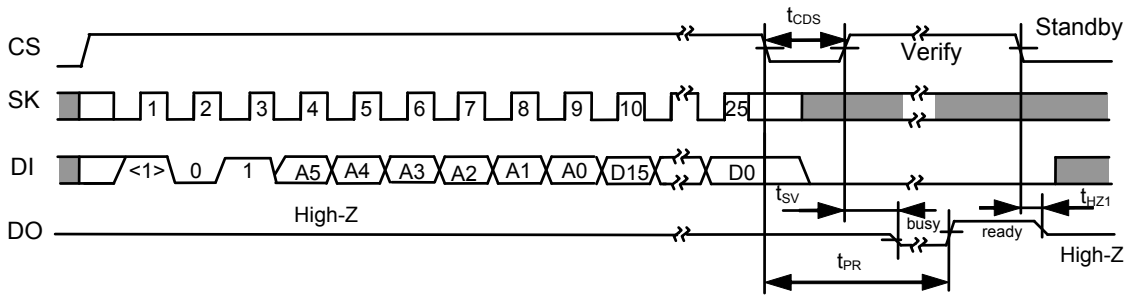 CS
tCDS
Verify
Standby
SK
1 2 3 4 5 6 7 8 9 10 25
DI
<1> 0 1 A5 A4 A3 A2 A1 A0 D15 D0
High-Z
tSV
busy
ready
tHZ1
DO
tPR
High-Z